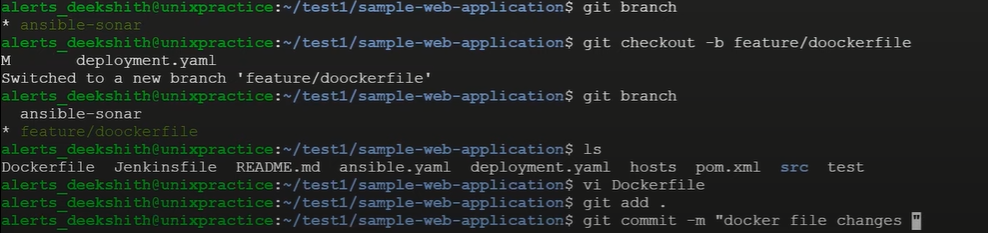 alerts_deekshith@unixpractice:~/test1/sample-web-application$ git branch
* ansible-sonar
alerts_deekshith@unixpractice:~/test1/sample-web-application$ git checkout -b feature/doockerfile
M       deployment.yaml
Switched to a new branch 'feature/doockerfile'
alerts_deekshith@unixpractice:~/test1/sample-web-application$ git branch
  ansible-sonar
* feature/doockerfile
alerts_deekshith@unixpractice:~/test1/sample-web-application$ ls
Dockerfile  Jenkinsfile  README.md  ansible.yaml  deployment.yaml  hosts  pom.xml  src  test
alerts_deekshith@unixpractice:~/test1/sample-web-application$ vi Dockerfile
alerts_deekshith@unixpractice:~/test1/sample-web-application$ git add .
alerts_deekshith@unixpractice:~/test1/sample-web-application$ git commit -m "docker file changes "